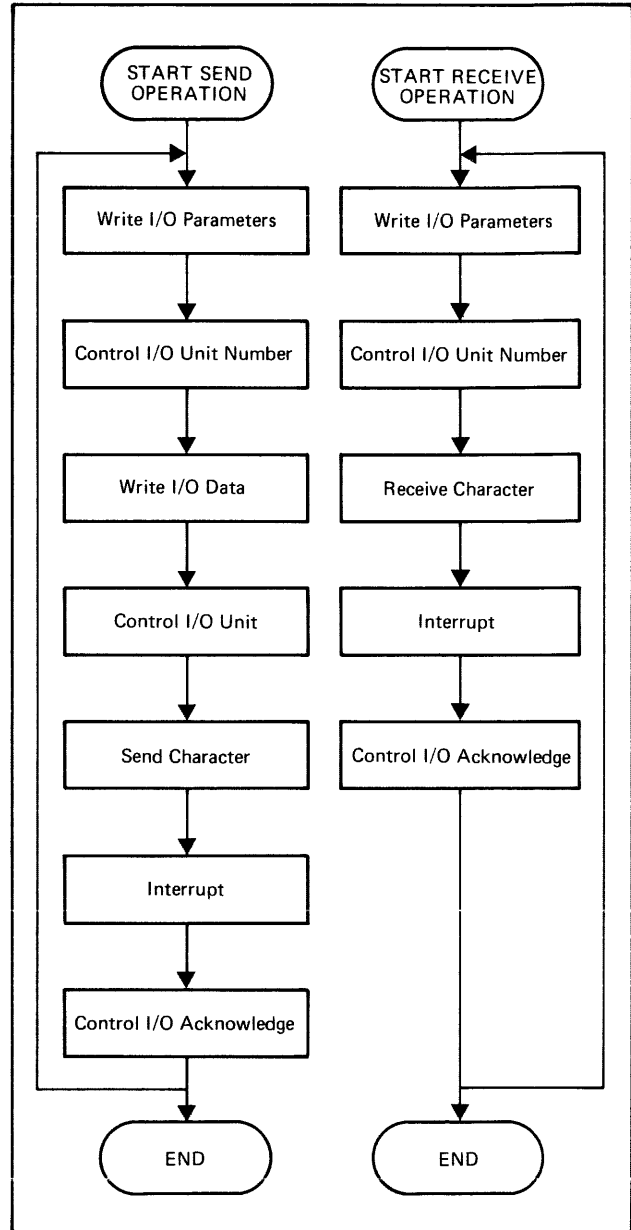 START SEND
OPERATION
Write I/O Parameters
Control I/O Unit Number
Write I/O Data
Control I/O Unit
Send Character
Interrupt
Control I/O Acknowledge
END
START RECEIVE
OPERATION
Write I/O Parameters
Control I/O Unit Number
Receive Character
Interrupt
Control I/O Acknowledge
END